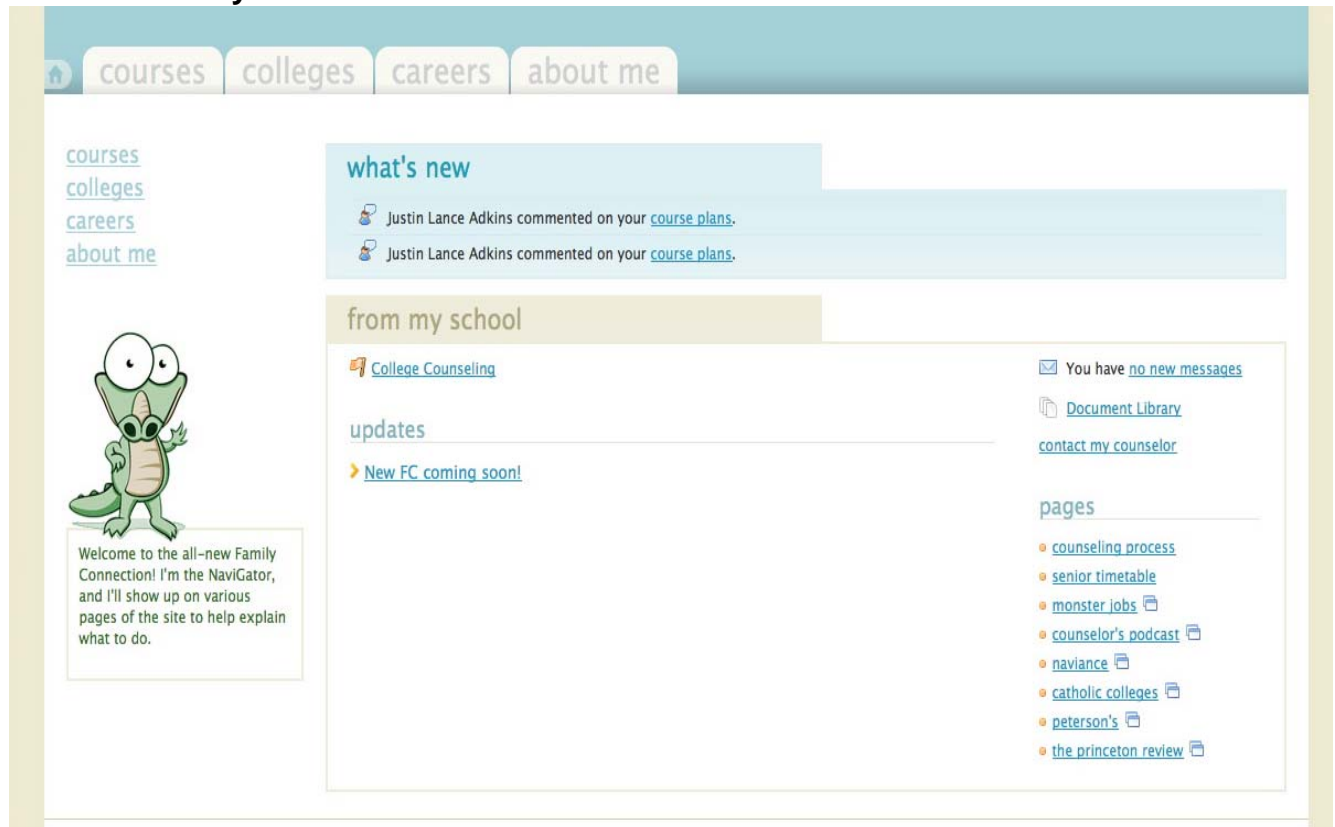 courses colleges careers about me
courses
colleges
careers
about me
what's new
Justin Lance Adkins commented on your course plans.
Justin Lance Adkins commented on your course plans.
from my school
College Counseling
updates
New FC coming soon!
You have no new messages
Document Library
contact my counselor
pages
counseling process
senior timetable
monster jobs
counselor's podcast
naviance
catholic colleges
peterson's
the princeton review
Welcome to the all-new Family
Connection! I'm the NaviGator,
and I'll show up on various
pages of the site to help explain
what to do.